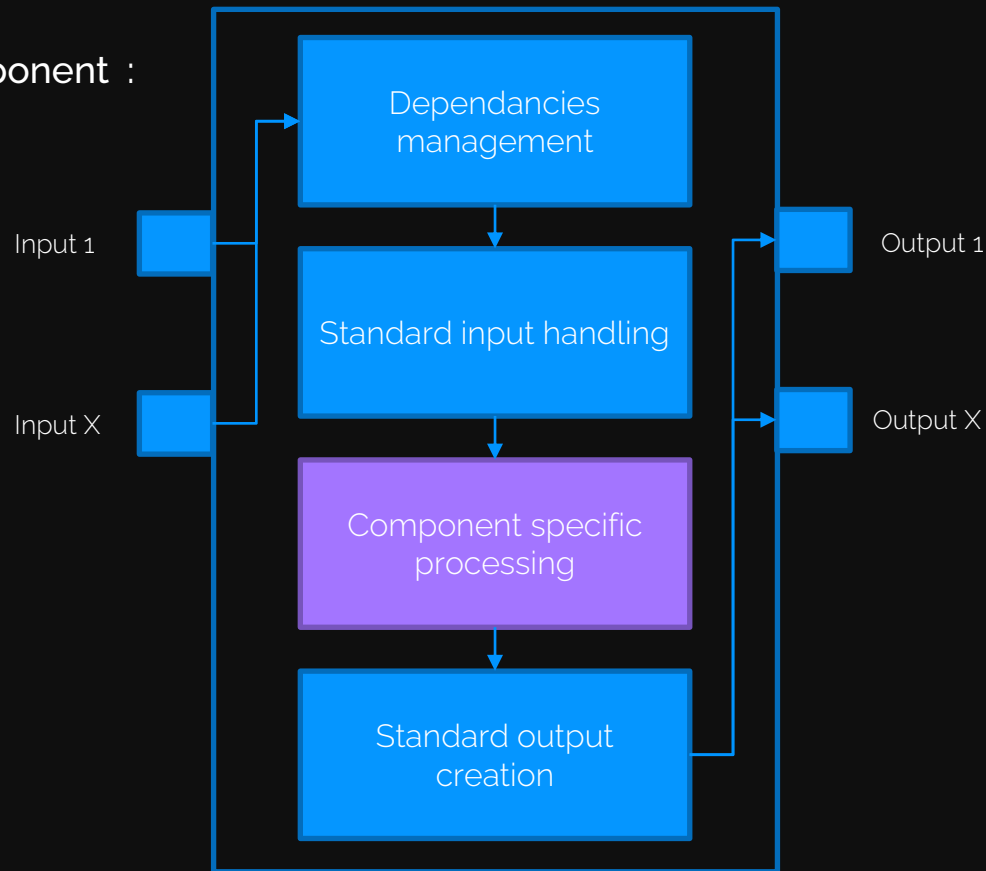 ponent :
Dependancies
management
Input 1
Output 1
Standard input handling
Input X
Output X
Component specific
processing
Standard output
creation